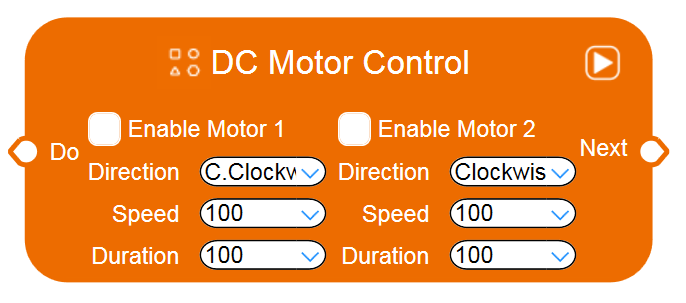 DC Motor Control
Enable Motor 1 Enable Motor 2
Do Next
Direction C.Clockw Direction Clockwis
Speed 100 Speed 100
Duration 100 Duration 100